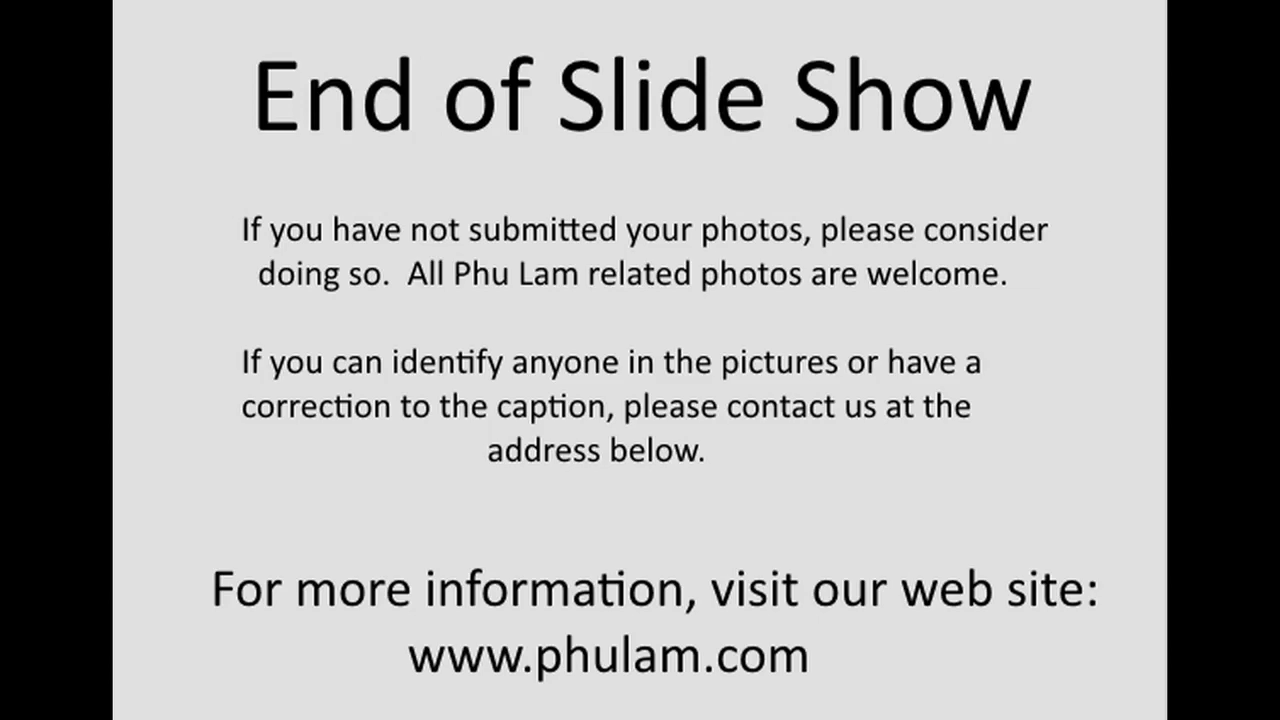 End of Slide Show
If you have not submitted your photos, please consider
doing so.  All Phu Lam related photos are welcome.
If you can identify anyone in the pictures or have a
correction to the caption, please contact us at the
address below.
For more information, visit our web site:
www.phulam.com